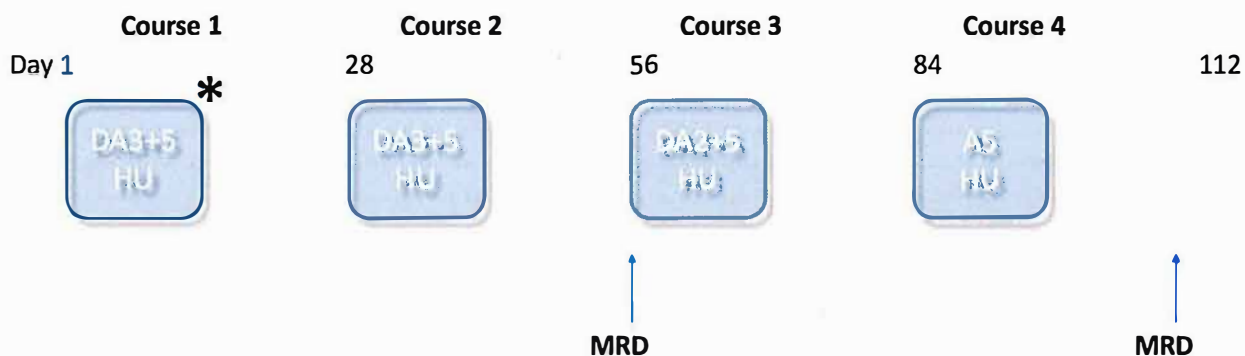 Course 1 Course 2 Course 3 Course 4
Day 1 28 56 84 112
*
DA3+5 DA3+5 DA2+5 A5
HU HU HU HU
MRD MRD